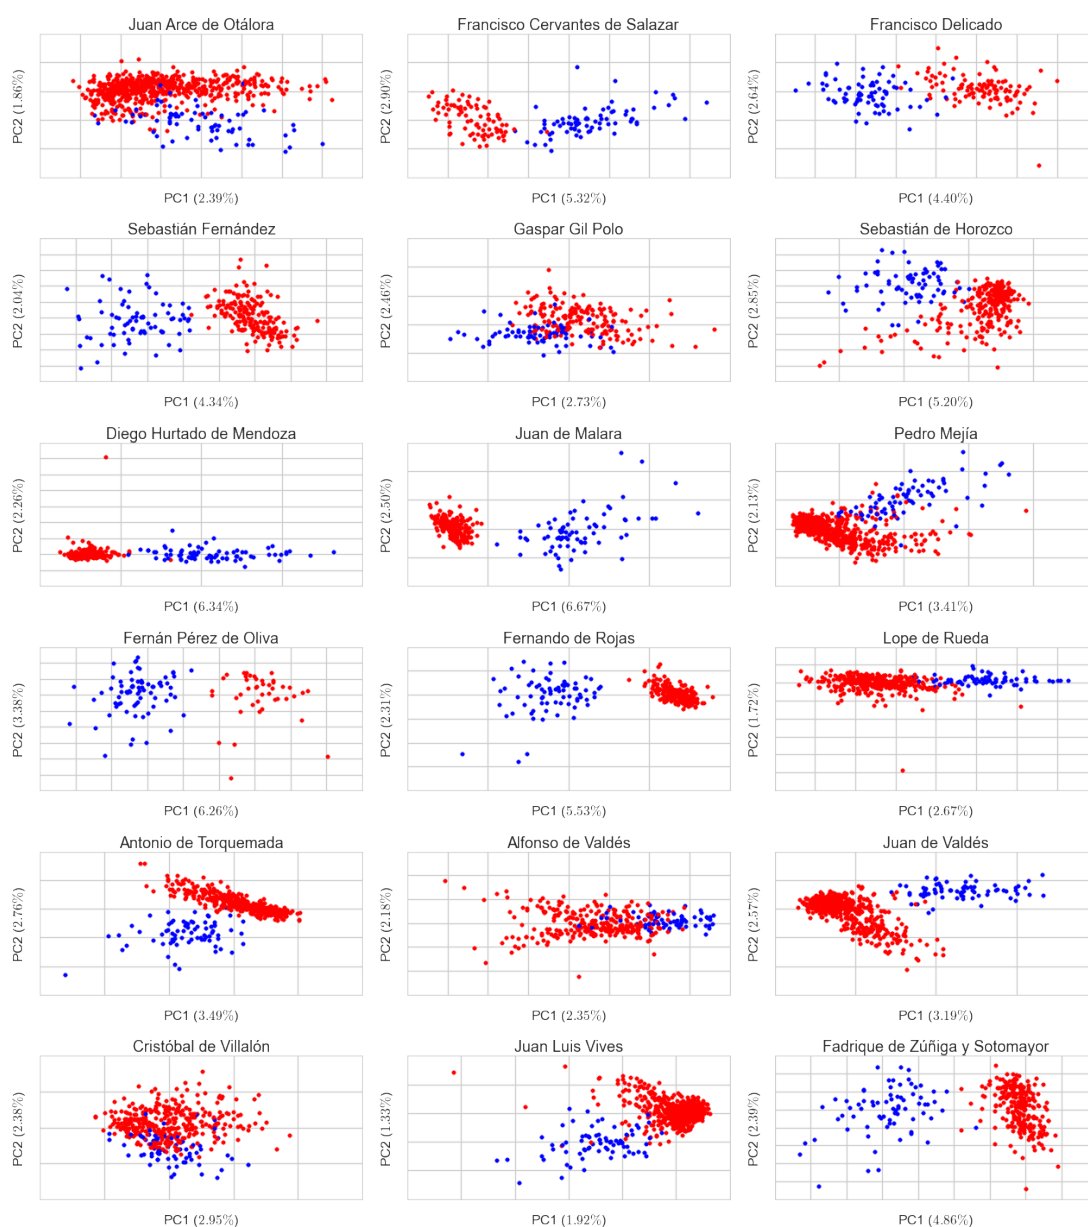 Juan Arce de Otálora
PC2 (1.86%)
PC1 (2.39%)
Francisco Cervantes de Salazar
PC2 (2.90%)
PC1 (5.32%)
Francisco Delicado
PC2 (2.64%)
PC1 (4.40%)
Sebastián Fernández
PC2 (2.04%)
PC1 (4.34%)
Gaspar Gil Polo
PC2 (2.46%)
PC1 (2.73%)
Sebastián de Horozco
PC2 (2.85%)
PC1 (5.20%)
Diego Hurtado de Mendoza
PC2 (2.26%)
PC1 (6.34%)
Juan de Malara
PC2 (2.50%)
PC1 (6.67%)
Pedro Mejía
PC2 (2.13%)
PC1 (3.41%)
Fernán Pérez de Oliva
PC2 (3.38%)
PC1 (6.26%)
Fernando de Rojas
PC2 (2.31%)
PC1 (5.53%)
Lope de Rueda
PC2 (1.72%)
PC1 (2.67%)
Antonio de Torquemada
PC2 (2.76%)
PC1 (3.49%)
Alfonso de Valdés
PC2 (2.18%)
PC1 (2.35%)
Juan de Valdés
PC2 (2.57%)
PC1 (3.19%)
Cristóbal de Villalón
PC2 (2.38%)
PC1 (2.95%)
Juan Luis Vives
PC2 (1.33%)
PC1 (1.92%)
Fadrique de Zúñiga y Sotomayor
PC2 (2.39%)
PC1 (4.86%)